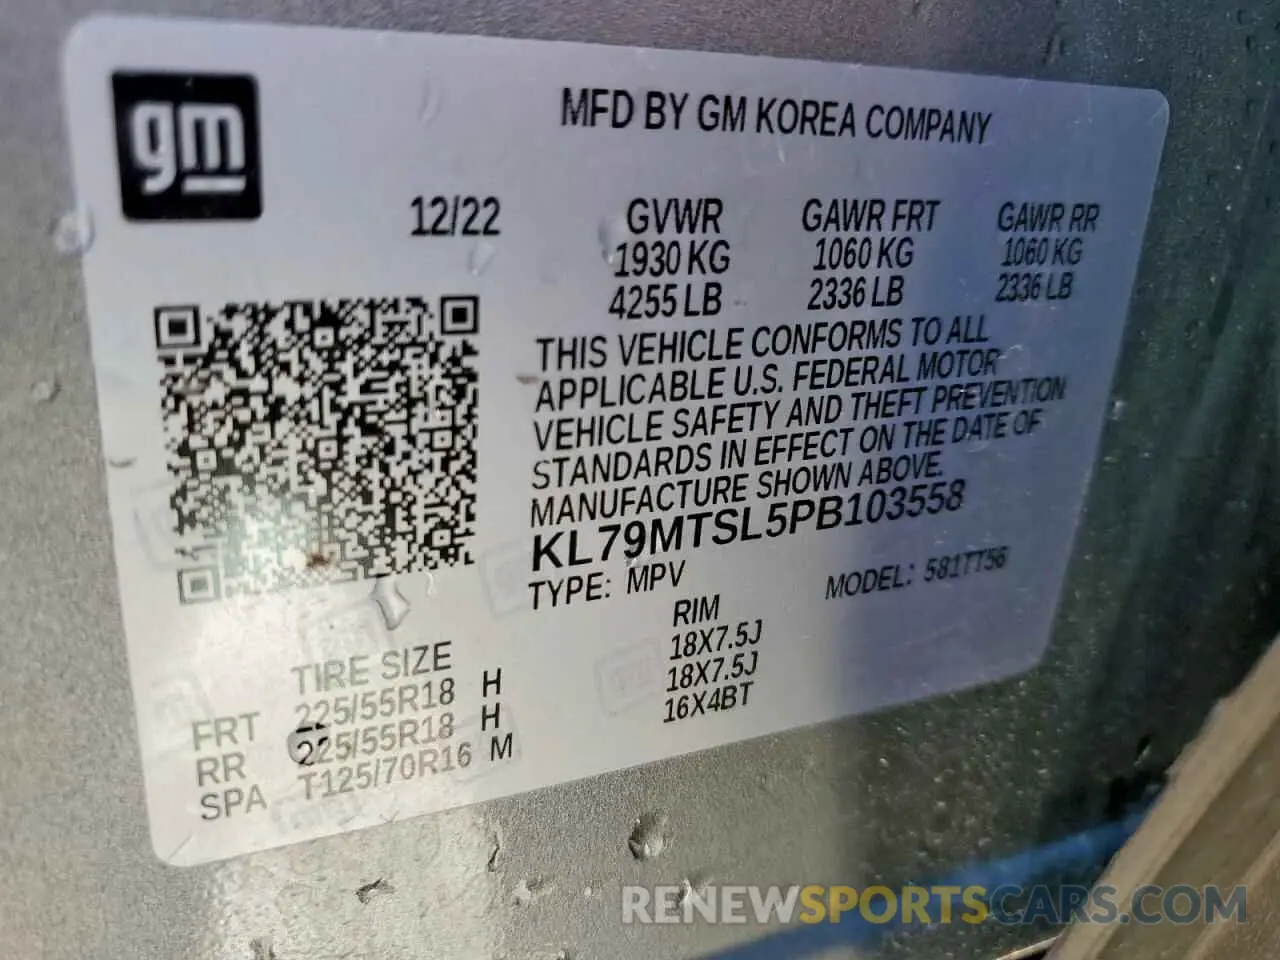 gm
MFD BY GM KOREA COMPANY
12/22 GVWR GAWR FRT GAWR RR
1930 KG 1060 KG 1060 KG
4255 LB 2336 LB 2336 LB
THIS VEHICLE CONFORMS TO ALL
APPLICABLE U.S. FEDERAL MOTOR
VEHICLE SAFETY AND THEFT PREVENTION
STANDARDS IN EFFECT ON THE DATE OF
MANUFACTURE SHOWN ABOVE.
KL79MTSL5PB103558
TYPE: MPV MODEL: 581TT56
TIRE SIZE RIM
FRT 225/55R18 H 18X7.5J
RR 225/55R18 H 18X7.5J
SPA T125/70R16 M 16X4BT
RENEWSPORTSCARS.COM